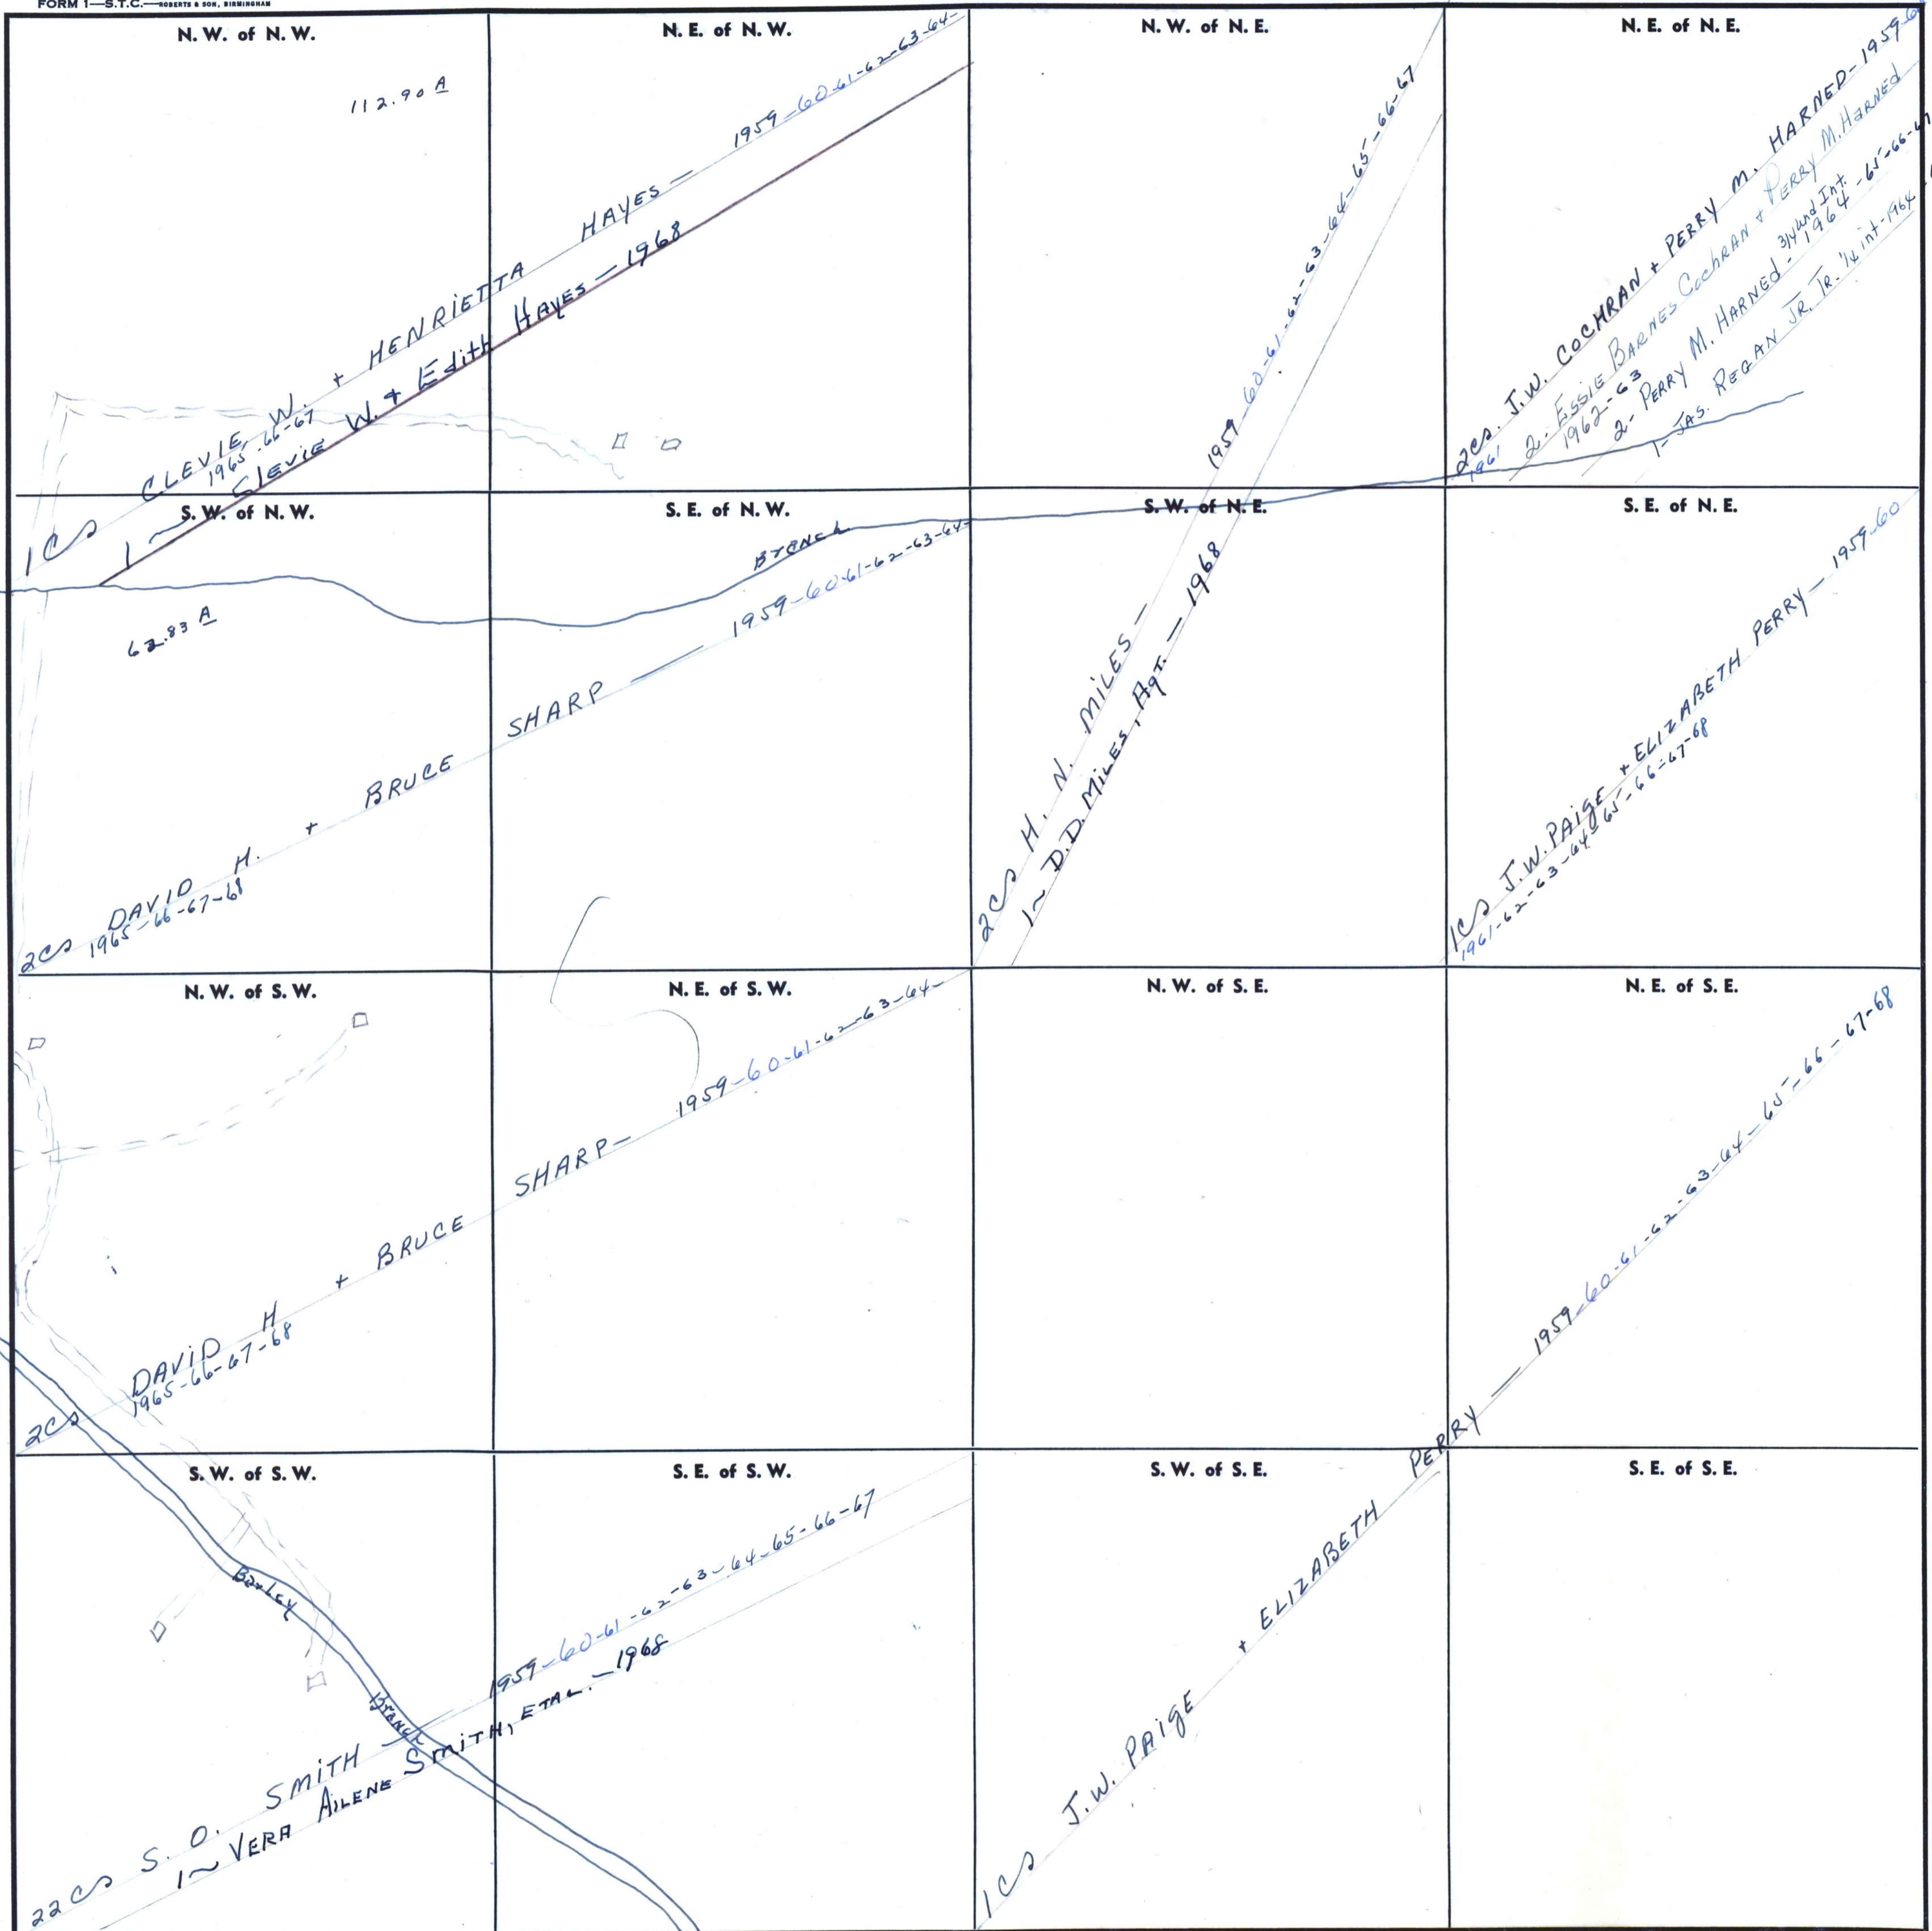 FORM 1—S.T.C.—ROBERTS & SON, BIRMINGHAM
N. W. of N. W.
N. E. of N. W.
N. W. of N. E.
N. E. of N. E.
112.90 A
1CS CLEVIE W. + HENRIETTA HAYES — 1959-60-61-62-63-64-
1965-66-67
1~ Clevie W. + Edith HAYES — 1968
2CS. J.W. COCHRAN + PERRY M. HARNED - 1959-60
1961
2- ESSIE BARNES COCHRAN + PERRY M. HARNED
1962-63
2- PERRY M. HARNED - 3/4 und Int. 1964-65-66-67
1- JAS. REGAN JR. TR. 1/4 int-1964
S. W. of N. W.
S. E. of N. W.
S. W. of N. E.
S. E. of N. E.
Branch
62.83 A
2CS DAVID H. + BRUCE SHARP — 1959-60-61-62-63-64-
1965-66-67-68
2CS H. N. MILES — 1959-60-61-62-63-64-65-66-67
1~ D.D. MILES, AgT. — 1968
1CS J.W. PAIGE + ELIZABETH PERRY — 1959-60
1961-62-63-64-65-66-67-68
N. W. of S. W.
N. E. of S. W.
N. W. of S. E.
N. E. of S. E.
2CS DAVID H + BRUCE SHARP — 1959-60-61-62-63-64-
1965-66-67-68
S. W. of S. W.
S. E. of S. W.
S. W. of S. E.
S. E. of S. E.
Branch
22CS S. O. SMITH — 1959-60-61-62-63-64-65-66-67
1~ VERA AILENE SMITH, ETAL. — 1968
1CS J.W. PAIGE + ELIZABETH PERRY — 1959-60-61-62-63-64-65-66-67-68